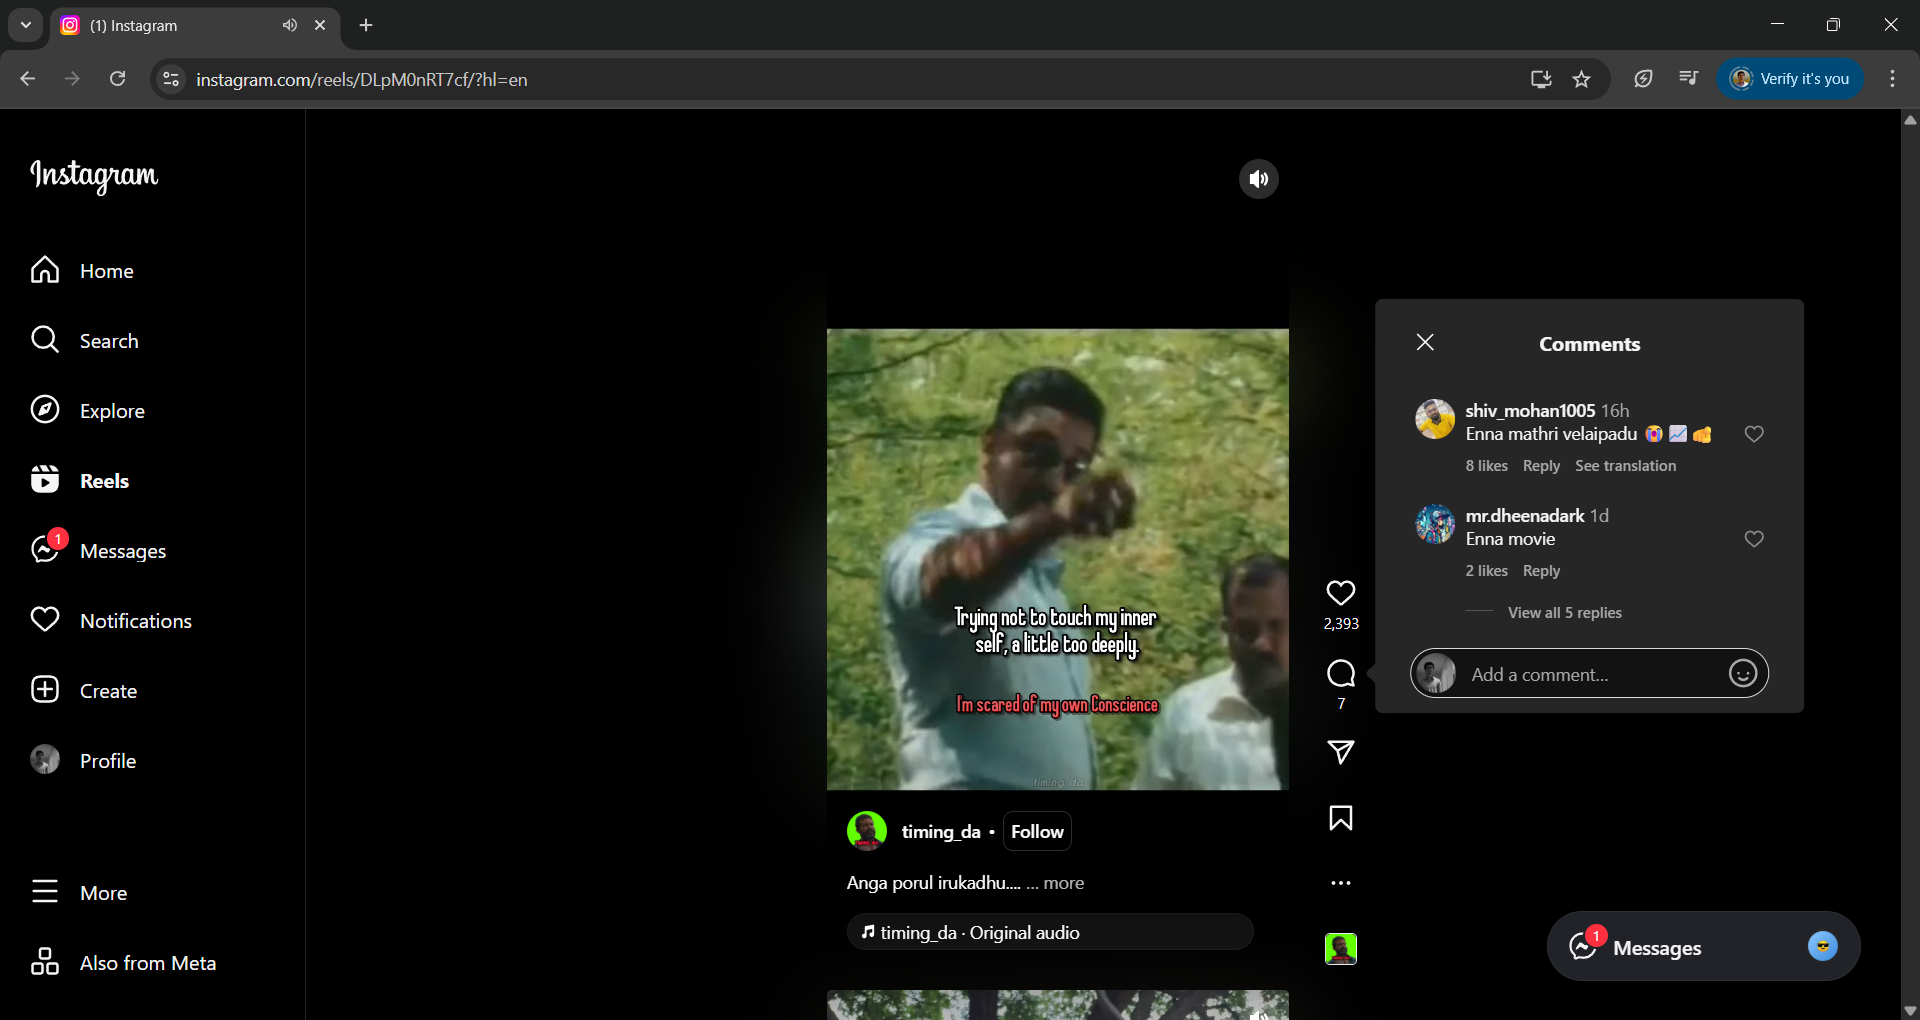 (1) Instagram
instagram.com/reels/DLpM0nRT7cf/?hl=en
Verify it's you
Instagram
Home
Search
Explore
Reels
1
Messages
Notifications
Create
Profile
More
Also from Meta
Trying not to touch my inner
self, a little too deeply.
I'm scared of my own Conscience
timing_da
timing_da • Follow
Anga porul irukadhu.... ... more
timing_da · Original audio
2,393
7
Comments
shiv_mohan1005 16h
Enna mathri velaipadu 😭📈🫡
8 likes Reply See translation
mr.dheenadark 1d
Enna movie
2 likes Reply
View all 5 replies
Add a comment...
1
Messages